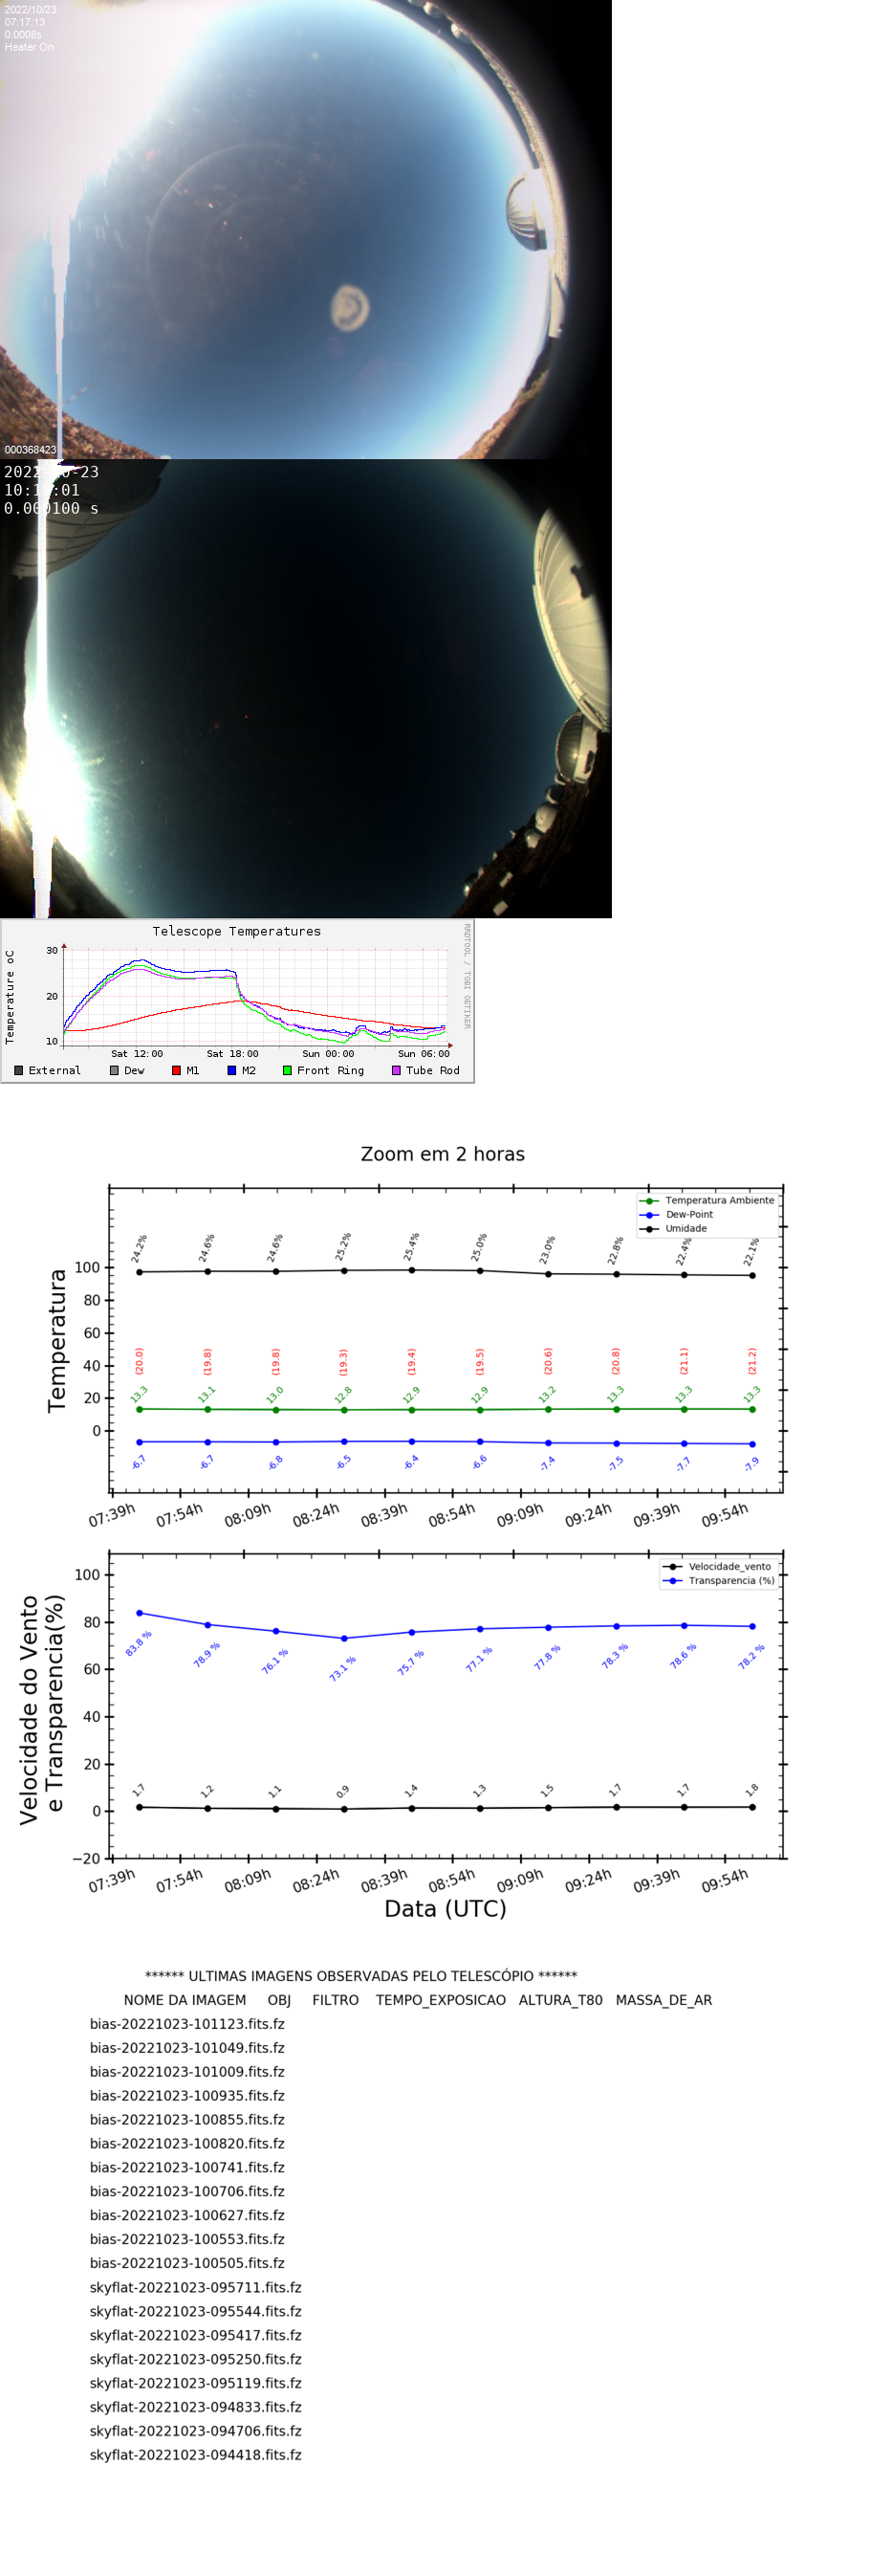 2022/10/23
07:17:13
0.0008s
Heater On
000368423
10:1 :01
0.000100 s
Telescope Temperatures
RRDTOOL / TOBI OETIKER
Temperature oC
30
20
10
Sat 12:00 Sat 18:00 Sun 00:00 Sun 06:00
External Dew M1 M2 Front Ring Tube Rod
Zoom em 2 horas
Temperatura Ambiente
Dew-Point
Umidade
Temperatura
24.2% 24.6% 24.6% 25.2% 25.4% 25.0% 23.0% 22.8% 22.4% 22.1%
100
80
60
40
20
0
(20.0) (19.8) (19.8) (19.3) (19.4) (19.5) (20.6) (20.8) (21.1) (21.2)
13.3 13.1 13.0 12.8 12.9 12.9 13.2 13.3 13.3 13.3
-6.7 -6.7 -6.8 -6.5 -6.4 -6.6 -7.4 -7.5 -7.7 -7.9
07:39h 07:54h 08:09h 08:24h 08:39h 08:54h 09:09h 09:24h 09:39h 09:54h
Velocidade_vento
Transparencia (%)
Velocidade do Vento
e Transparencia(%)
100
80
60
40
20
0
−20
83.8 % 78.9 % 76.1 % 73.1 % 75.7 % 77.1 % 77.8 % 78.3 % 78.6 % 78.2 %
1.7 1.2 1.1 0.9 1.4 1.3 1.5 1.7 1.7 1.8
07:39h 07:54h 08:09h 08:24h 08:39h 08:54h 09:09h 09:24h 09:39h 09:54h
Data (UTC)
****** ULTIMAS IMAGENS OBSERVADAS PELO TELESCÓPIO ******
NOME DA IMAGEM OBJ FILTRO TEMPO_EXPOSICAO ALTURA_T80 MASSA_DE_AR
bias-20221023-101123.fits.fz
bias-20221023-101049.fits.fz
bias-20221023-101009.fits.fz
bias-20221023-100935.fits.fz
bias-20221023-100855.fits.fz
bias-20221023-100820.fits.fz
bias-20221023-100741.fits.fz
bias-20221023-100706.fits.fz
bias-20221023-100627.fits.fz
bias-20221023-100553.fits.fz
bias-20221023-100505.fits.fz
skyflat-20221023-095711.fits.fz
skyflat-20221023-095544.fits.fz
skyflat-20221023-095417.fits.fz
skyflat-20221023-095250.fits.fz
skyflat-20221023-095119.fits.fz
skyflat-20221023-094833.fits.fz
skyflat-20221023-094706.fits.fz
skyflat-20221023-094418.fits.fz